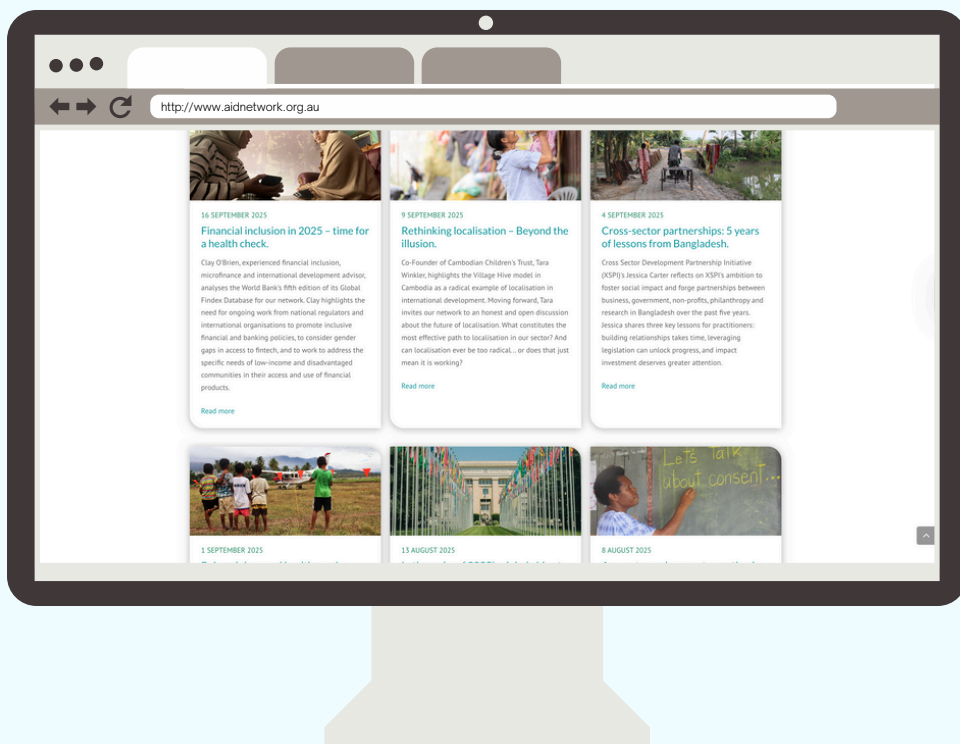 http://www.aidnetwork.org.au
16 SEPTEMBER 2025
Financial inclusion in 2025 – time for
a health check.
Clay O'Brien, experienced financial inclusion,
microfinance and international development advisor,
analyses the World Bank's fifth edition of its Global
Findex Database for our network. Clay highlights the
need for ongoing work from national regulators and
international organisations to promote inclusive
financial and banking policies, to consider gender
gaps in access to fintech, and to work to address the
specific needs of low-income and disadvantaged
communities in their access and use of financial
products.
Read more
9 SEPTEMBER 2025
Rethinking localisation – Beyond the
illusion.
Co-Founder of Cambodian Children's Trust, Tara
Winkler, highlights the Village Hive model in
Cambodia as a radical example of localisation in
international development. Moving forward, Tara
invites our network to an honest and open discussion
about the future of localisation. What constitutes the
most effective path to localisation in our sector? And
can localisation ever be too radical... or does that just
mean it is working?
Read more
4 SEPTEMBER 2025
Cross-sector partnerships: 5 years
of lessons from Bangladesh.
Cross Sector Development Partnership Initiative
(XSPI)'s Jessica Carter reflects on XSPI's ambition to
foster social impact and forge partnerships between
business, government, non-profits, philanthropy and
research in Bangladesh over the past five years.
Jessica shares three key lessons for practitioners:
building relationships takes time, leveraging
legislation can unlock progress, and impact
investment deserves greater attention.
Read more
1 SEPTEMBER 2025
13 AUGUST 2025
Let's Talk
about consent...
8 AUGUST 2025